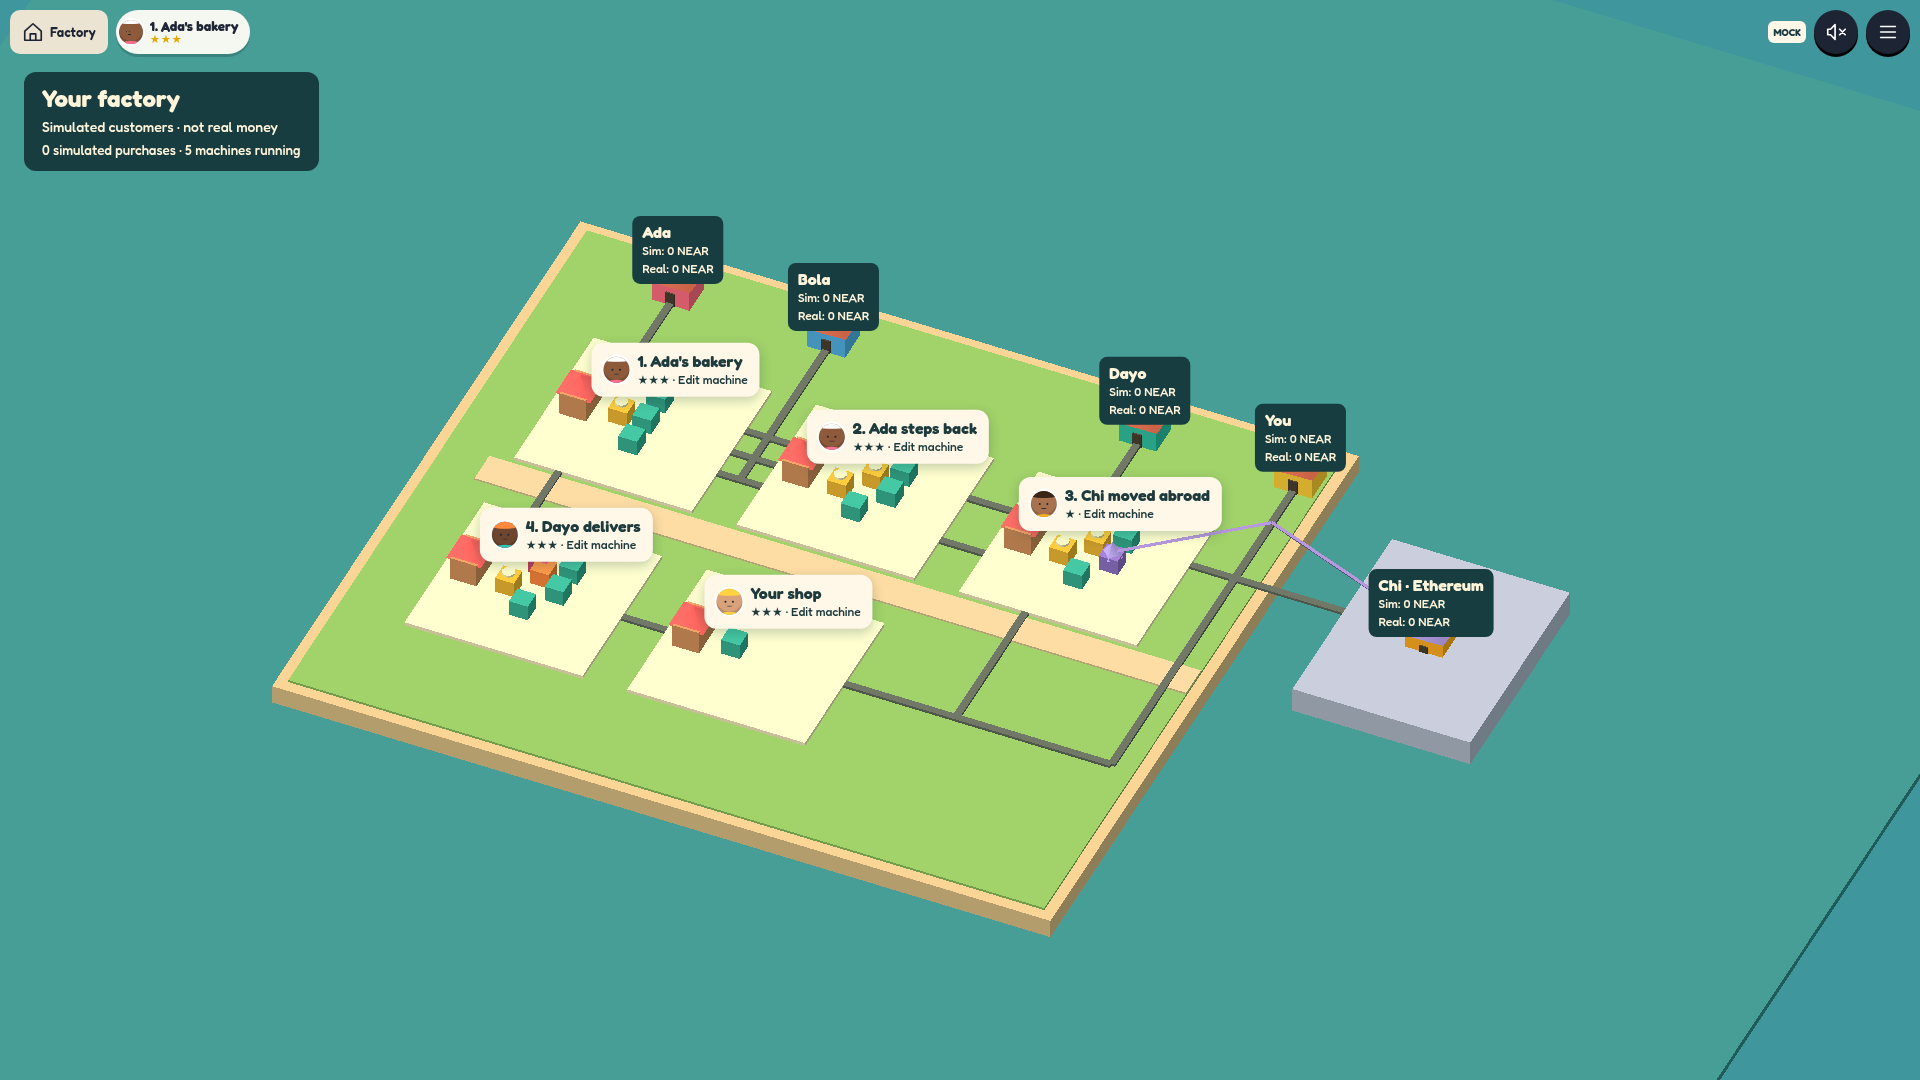 Factory
1. Ada's bakery
★★★
MOCK
Your factory
Simulated customers · not real money
0 simulated purchases · 5 machines running
Ada
Sim: 0 NEAR
Real: 0 NEAR
Bola
Sim: 0 NEAR
Real: 0 NEAR
1. Ada's bakery
★★★ · Edit machine
Dayo
Sim: 0 NEAR
Real: 0 NEAR
You
Sim: 0 NEAR
Real: 0 NEAR
2. Ada steps back
★★★ · Edit machine
3. Chi moved abroad
★ · Edit machine
4. Dayo delivers
★★★ · Edit machine
Chi · Ethereum
Sim: 0 NEAR
Real: 0 NEAR
Your shop
★★★ · Edit machine